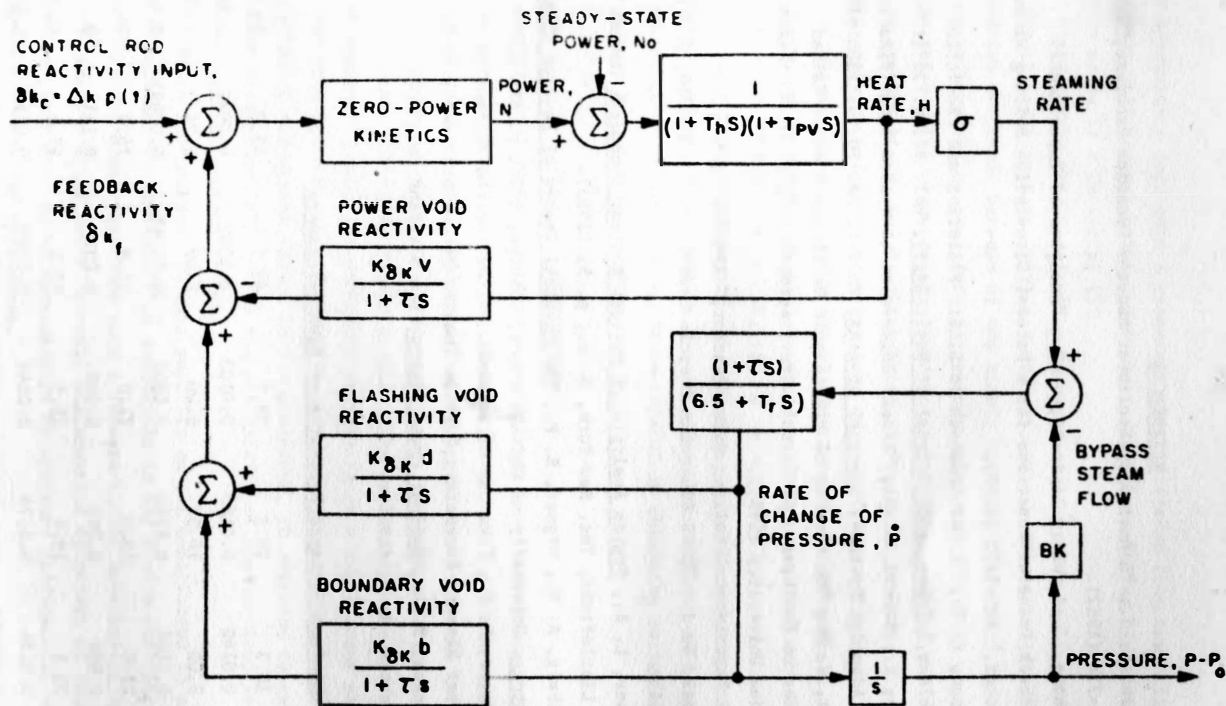 STEADY-STATE
POWER, No
CONTROL ROD
REACTIVITY INPUT,
δkc = Δk p(t)
POWER,
N
HEAT
RATE, H
STEAMING
RATE
ZERO-POWER
KINETICS
1
(1+ThS)(1+TPVS)
σ
Σ
Σ
+
+
+
-
FEEDBACK
REACTIVITY
δkf
POWER VOID
REACTIVITY
KδK V
1 + τS
Σ
-
+
(1+τS)
(6.5 + TrS)
Σ
+
-
FLASHING VOID
REACTIVITY
KδK d
1 + τS
Σ
+
+
RATE OF
CHANGE OF
PRESSURE, Ṗ
BYPASS
STEAM
FLOW
BK
BOUNDARY VOID
REACTIVITY
KδK b
1 + τS
1
S
PRESSURE, P-Po